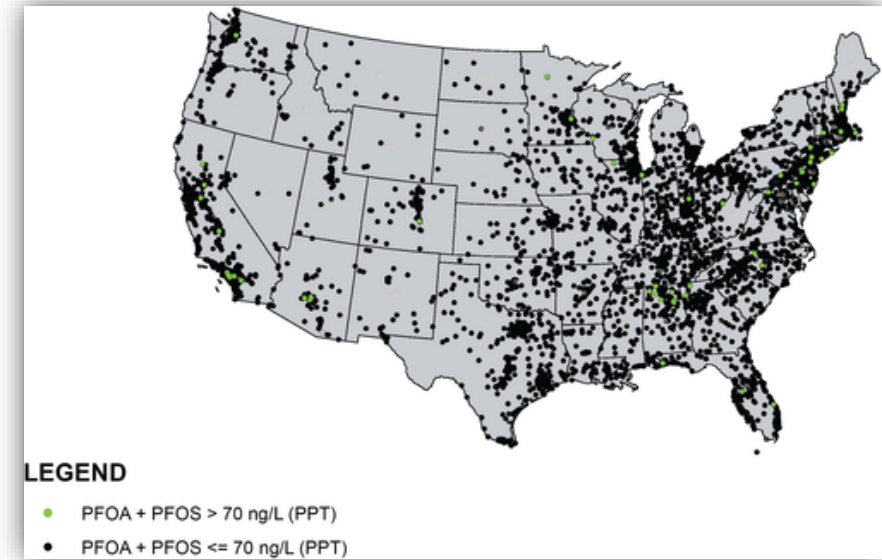 LEGEND
PFOA + PFOS > 70 ng/L (PPT)
PFOA + PFOS <= 70 ng/L (PPT)